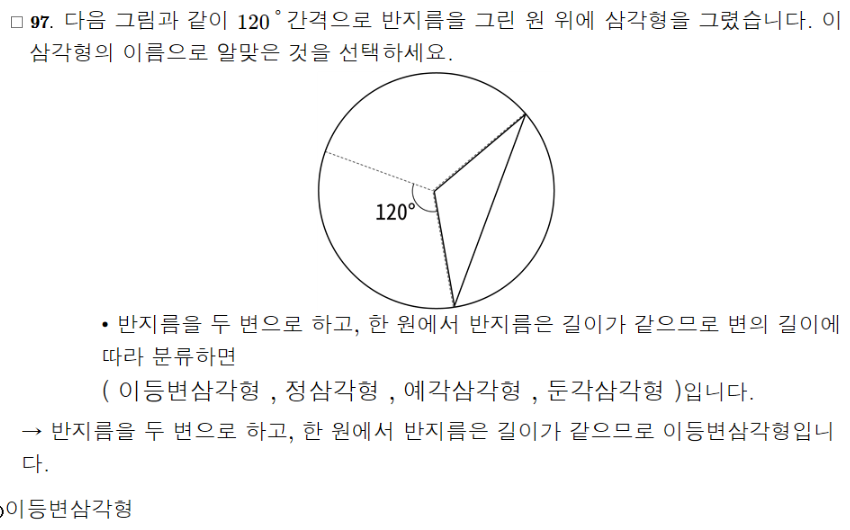 □ 97. 다음 그림과 같이 120°간격으로 반지름을 그린 원 위에 삼각형을 그렸습니다. 이
삼각형의 이름으로 알맞은 것을 선택하세요.
120°
• 반지름을 두 변으로 하고, 한 원에서 반지름은 길이가 같으므로 변의 길이에
따라 분류하면
( 이등변삼각형 , 정삼각형 , 예각삼각형 , 둔각삼각형 )입니다.
→ 반지름을 두 변으로 하고, 한 원에서 반지름은 길이가 같으므로 이등변삼각형입니
다.
이등변삼각형